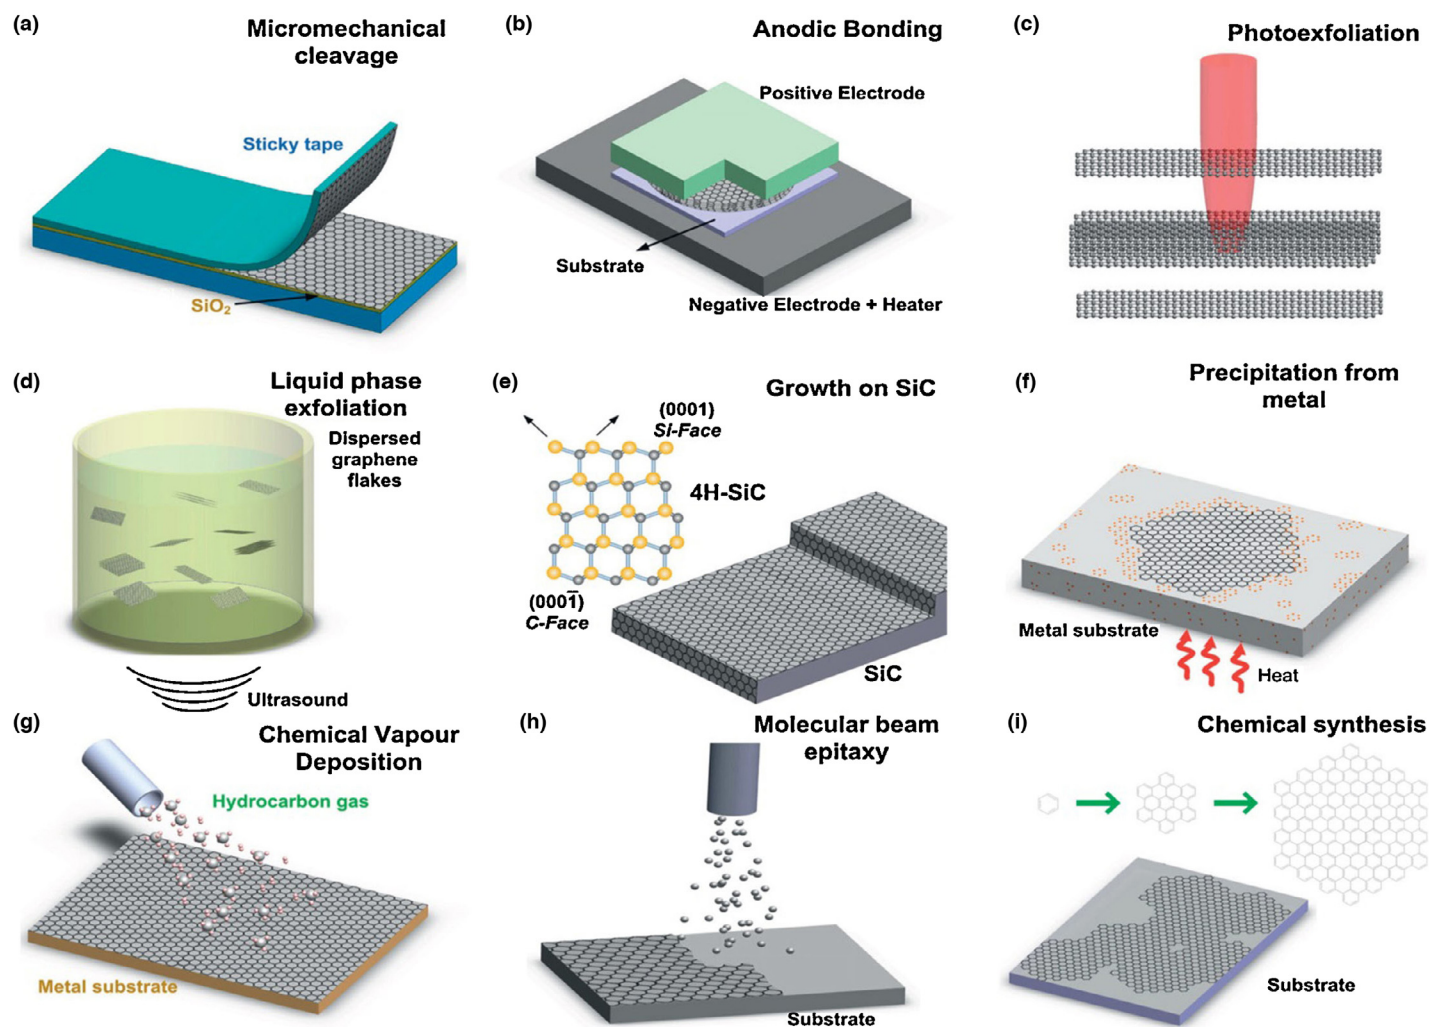 (a)
Micromechanical
cleavage
Sticky tape
SiO₂
(b)
Anodic Bonding
Positive Electrode
Substrate
Negative Electrode + Heater
(c)
Photoexfoliation
(d)
Liquid phase
exfoliation
Dispersed
graphene
flakes
Ultrasound
(e)
Growth on SiC
(0001)
Si-Face
4H-SiC
(0001̅)
C-Face
SiC
(f)
Precipitation from
metal
Metal substrate
Heat
(g)
Chemical Vapour
Deposition
Hydrocarbon gas
Metal substrate
(h)
Molecular beam
epitaxy
Substrate
(i)
Chemical synthesis
Substrate